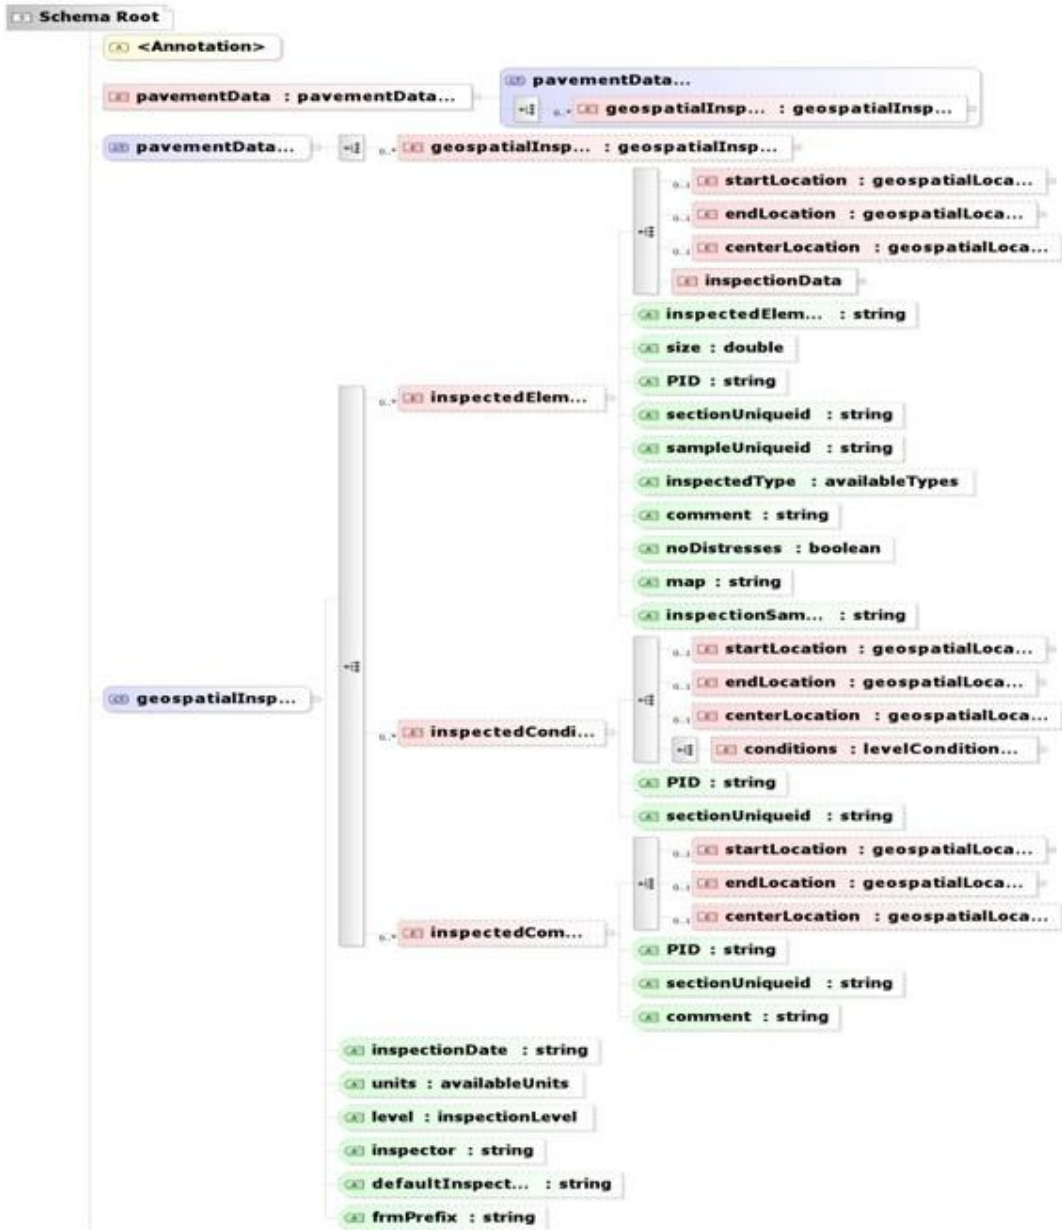 Schema Root
<Annotation>
pavementData : pavementData...
pavementData...
0..* geospatialInsp... : geospatialInsp...
pavementData...
0..* geospatialInsp... : geospatialInsp...
0..1 startLocation : geospatialLoca...
0..1 endLocation : geospatialLoca...
0..1 centerLocation : geospatialLoca...
inspectionData
inspectedElem... : string
size : double
PID : string
0..* inspectedElem...
sectionUniqueid : string
sampleUniqueid : string
inspectedType : availableTypes
comment : string
noDistresses : boolean
map : string
inspectionSam... : string
0..1 startLocation : geospatialLoca...
0..1 endLocation : geospatialLoca...
geospatialInsp...
0..1 centerLocation : geospatialLoca...
0..* inspectedCondi...
conditions : levelCondition...
PID : string
sectionUniqueid : string
0..1 startLocation : geospatialLoca...
0..1 endLocation : geospatialLoca...
0..1 centerLocation : geospatialLoca...
0..* inspectedCom...
PID : string
sectionUniqueid : string
comment : string
inspectionDate : string
units : availableUnits
level : inspectionLevel
inspector : string
defaultInspect... : string
frmPrefix : string